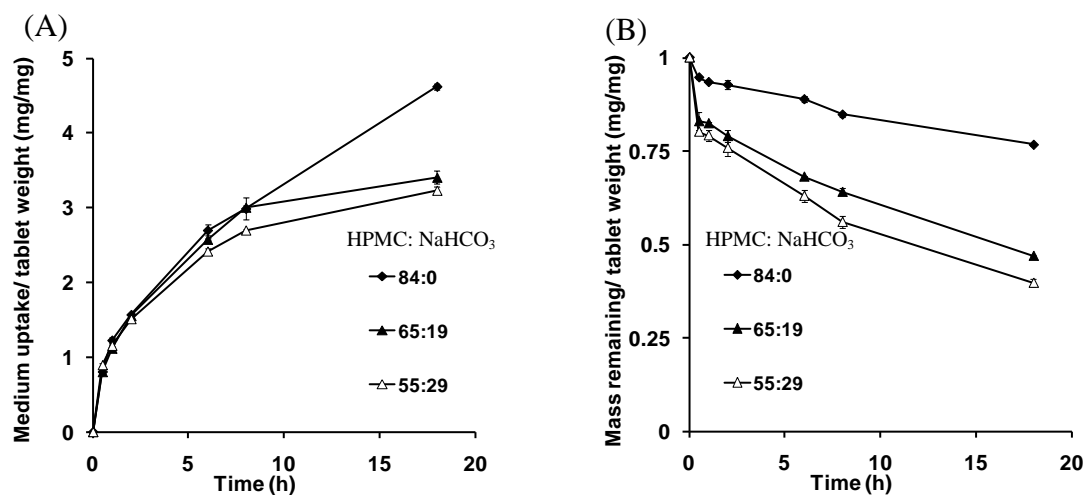 (A)
Medium uptake/ tablet weight (mg/mg)
5
4
3
2
1
0
0 5 10 15 20
Time (h)
HPMC: NaHCO₃
84:0
65:19
55:29
(B)
Mass remaining/ tablet weight (mg/mg)
1
0.75
0.5
0.25
0
0 5 10 15 20
Time (h)
HPMC: NaHCO₃
84:0
65:19
55:29